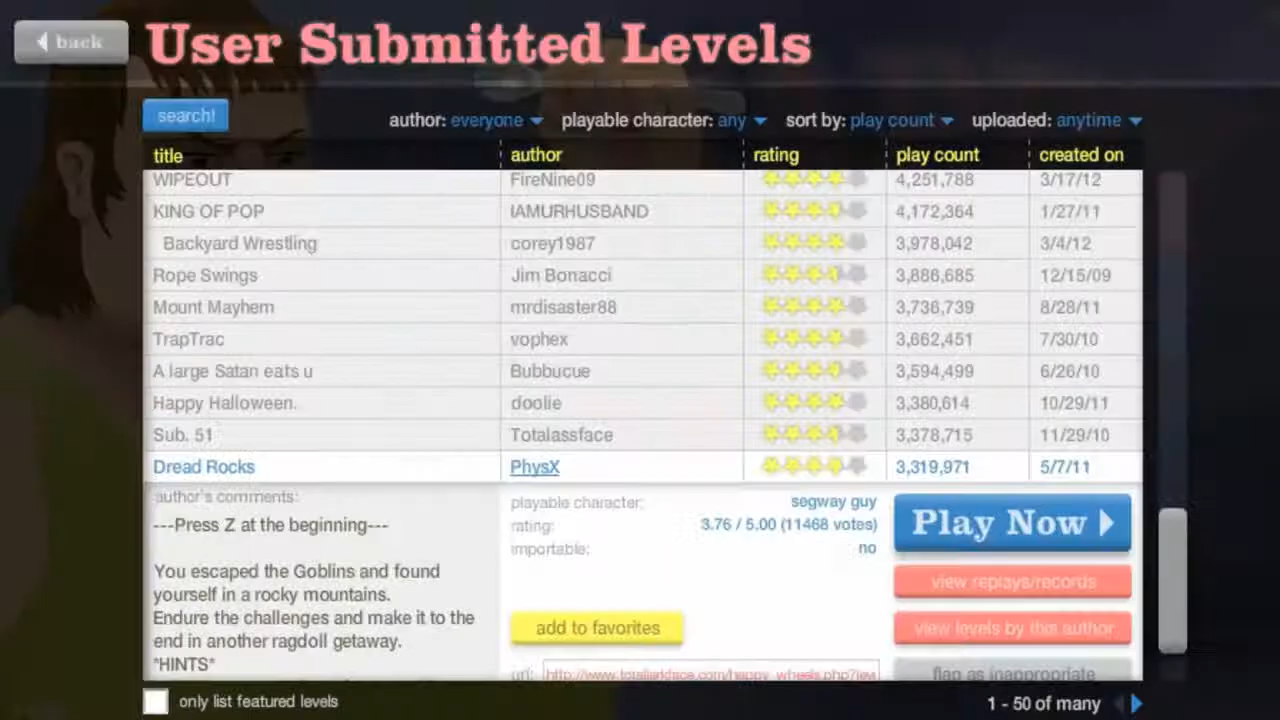 back
User Submitted Levels
search!
author: everyone playable character: any sort by: play count uploaded: anytime
title author rating play count created on
WIPEOUT FireNine09 4,251,788 3/17/12
KING OF POP IAMURHUSBAND 4,172,364 1/27/11
Backyard Wrestling corey1987 3,978,042 3/4/12
Rope Swings Jim Bonacci 3,886,685 12/15/09
Mount Mayhem mrdisaster88 3,736,739 8/28/11
TrapTrac vophex 3,662,451 7/30/10
A large Satan eats u Bubbucue 3,594,499 6/26/10
Happy Halloween. doolie 3,380,614 10/29/11
Sub. 51 Totalassface 3,378,715 11/29/10
Dread Rocks PhysX 3,319,971 5/7/11
author's comments:
---Press Z at the beginning---
You escaped the Goblins and found
yourself in a rocky mountains.
Endure the challenges and make it to the
end in another ragdoll getaway.
*HINTS*
playable character: segway guy
rating: 3.76 / 5.00 (11468 votes)
importable: no
add to favorites
url:
Play Now
view replays/records
view levels by this author
flag as inappropriate
only list featured levels
1 - 50 of many